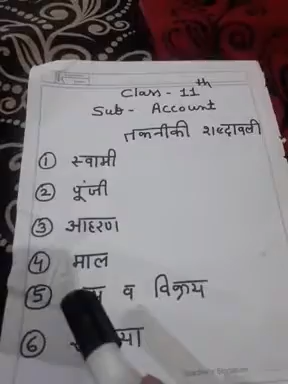 Class - 11th
Sub - Account
तकनीकी शब्दावली
① स्वामी
② पूंजी
③ आहरण
④ माल
⑤ व विक्रय
⑥